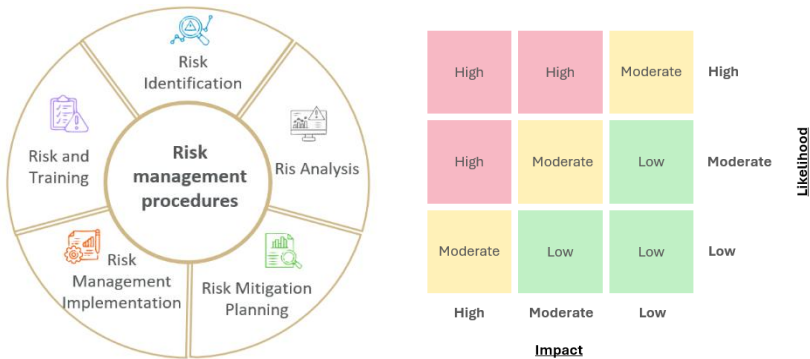 Risk
Identification
Ris Analysis
Risk Mitigation
Planning
Risk
Management
Implementation
Risk and
Training
Risk
management
procedures
High High Moderate High
High Moderate Low Moderate
Moderate Low Low Low
High Moderate Low
Impact
Likelihood